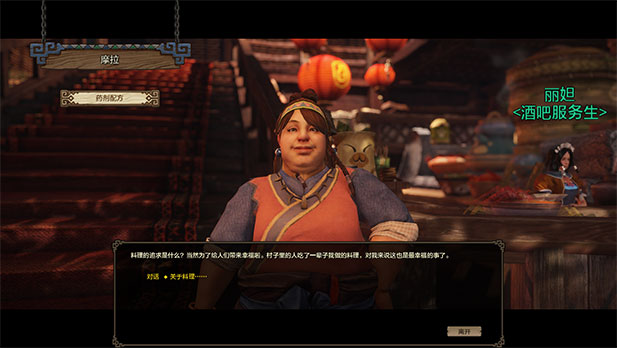 摩拉
药剂配方
丽妲
<酒吧服务生>
料理的追求是什么？当然为了给人们带来幸福啦。村子里的人吃了一辈子我做的料理，对我来说这也是最幸福的事了。
对话 ◆ 关于料理……
离开